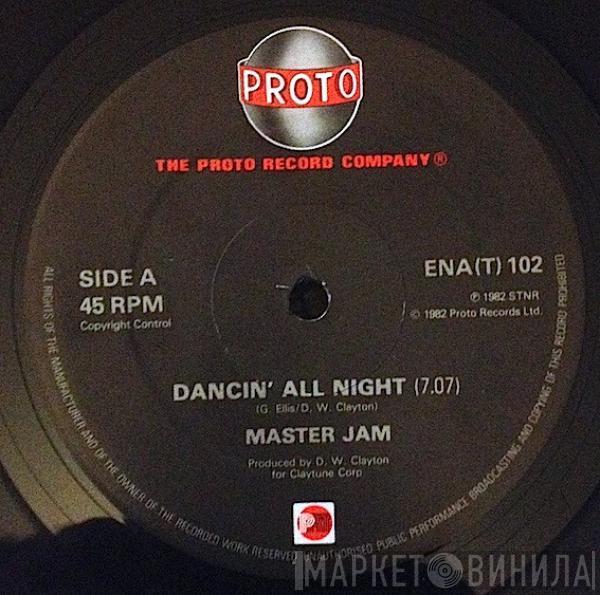 PROTO
THE PROTO RECORD COMPANY®
SIDE A
45 RPM
Copyright Control
ENA(T) 102
℗ 1982 STNR
© 1982 Proto Records Ltd.
DANCIN' ALL NIGHT (7.07)
(G. Ellis/D. W. Clayton)
MASTER JAM
Produced by D. W. Clayton
for Claytune Corp
ALL RIGHTS OF THE MANUFACTURER AND OF THE OWNER OF THE RECORDED WORK RESERVED UNAUTHORISED PUBLIC PERFORMANCE BROADCASTING AND COPYING OF THIS RECORD PROHIBITED
МАРКЕТ ВИНИЛА